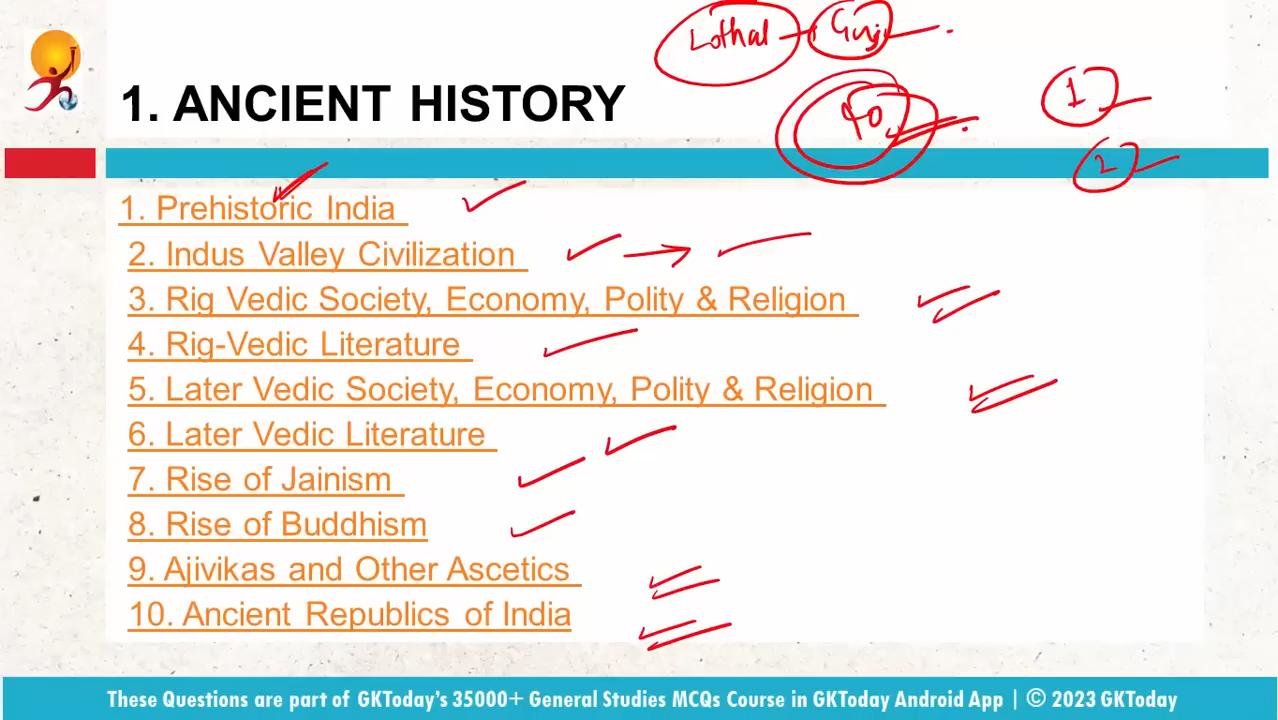 Lothal Guj
1. ANCIENT HISTORY
40
1
2
1. Prehistoric India
2. Indus Valley Civilization
3. Rig Vedic Society, Economy, Polity & Religion
4. Rig-Vedic Literature
5. Later Vedic Society, Economy, Polity & Religion
6. Later Vedic Literature
7. Rise of Jainism
8. Rise of Buddhism
9. Ajivikas and Other Ascetics
10. Ancient Republics of India
These Questions are part of GKToday's 35000+ General Studies MCQs Course in GKToday Android App | © 2023 GKToday